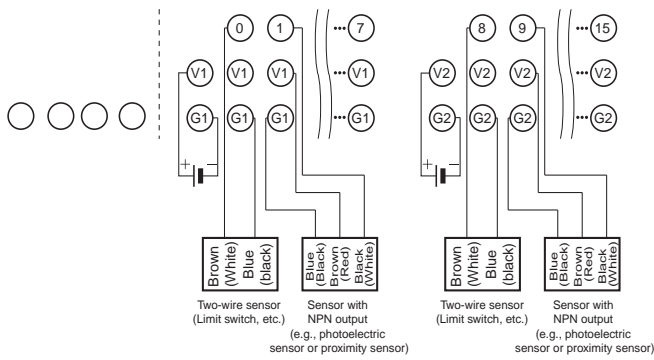 0 1 ··· 7 8 9 ··· 15
V1 V1 V1 ··· V1 V2 V2 V2 ··· V2
G1 G1 G1 ··· G1 G2 G2 G2 ··· G2
+ − + −
Brown (White)
Blue (black)
Blue (Black)
Brown (Red)
Black (White)
Brown (White)
Blue (black)
Blue (Black)
Brown (Red)
Black (White)
Two-wire sensor
(Limit switch, etc.)
Sensor with
NPN output
(e.g., photoelectric
sensor or proximity sensor)
Two-wire sensor
(Limit switch, etc.)
Sensor with
NPN output
(e.g., photoelectric
sensor or proximity sensor)